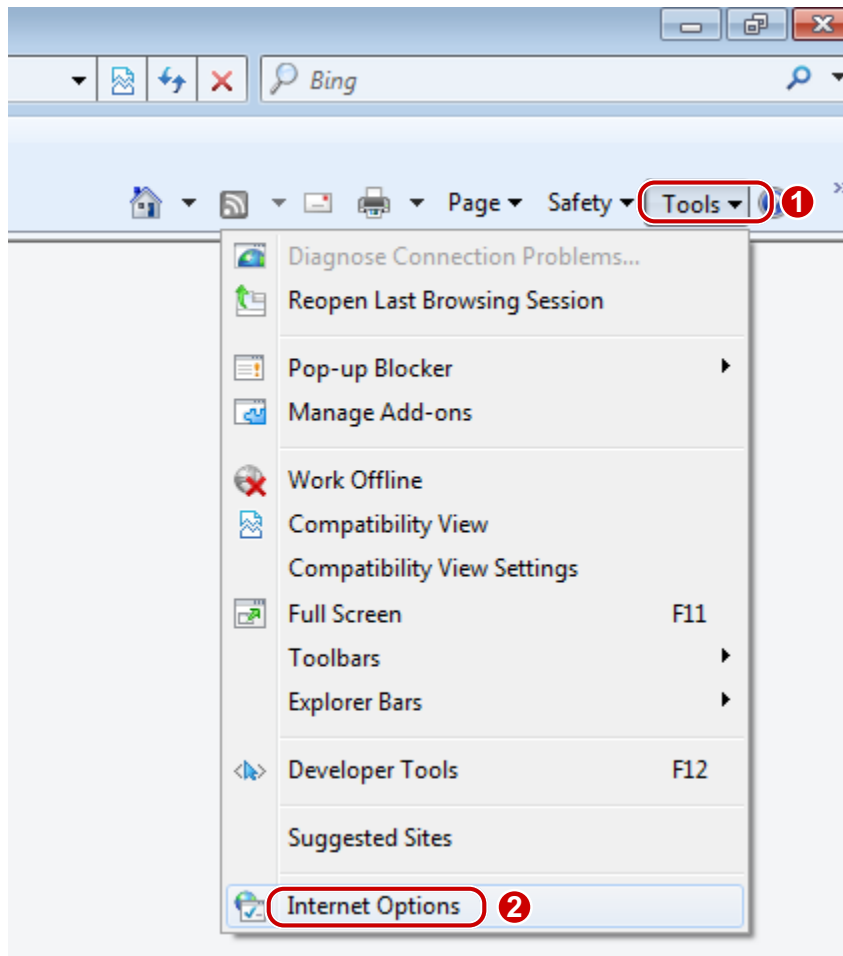 Bing
Page Safety Tools 1
Diagnose Connection Problems...
Reopen Last Browsing Session
Pop-up Blocker
Manage Add-ons
Work Offline
Compatibility View
Compatibility View Settings
Full Screen F11
Toolbars
Explorer Bars
Developer Tools F12
Suggested Sites
Internet Options 2